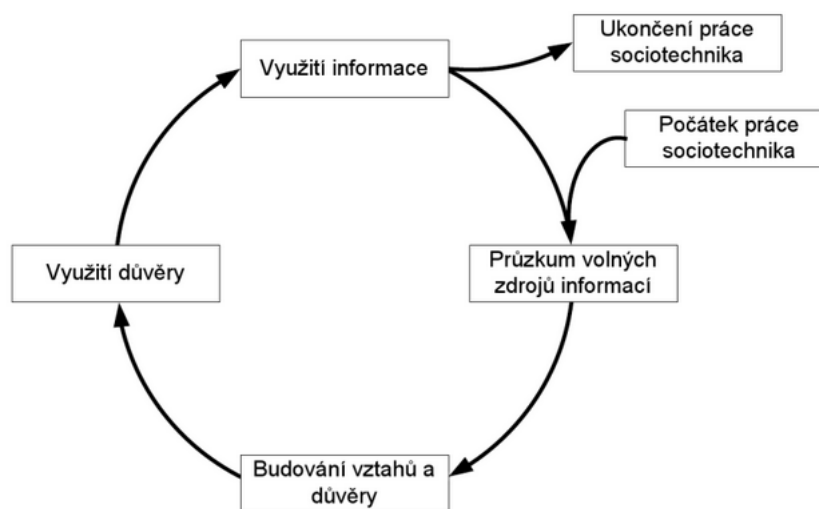 Ukončení práce
sociotechnika
Využití informace
Počátek práce
sociotechnika
Průzkum volných
zdrojů informací
Využití důvěry
Budování vztahů a
důvěry